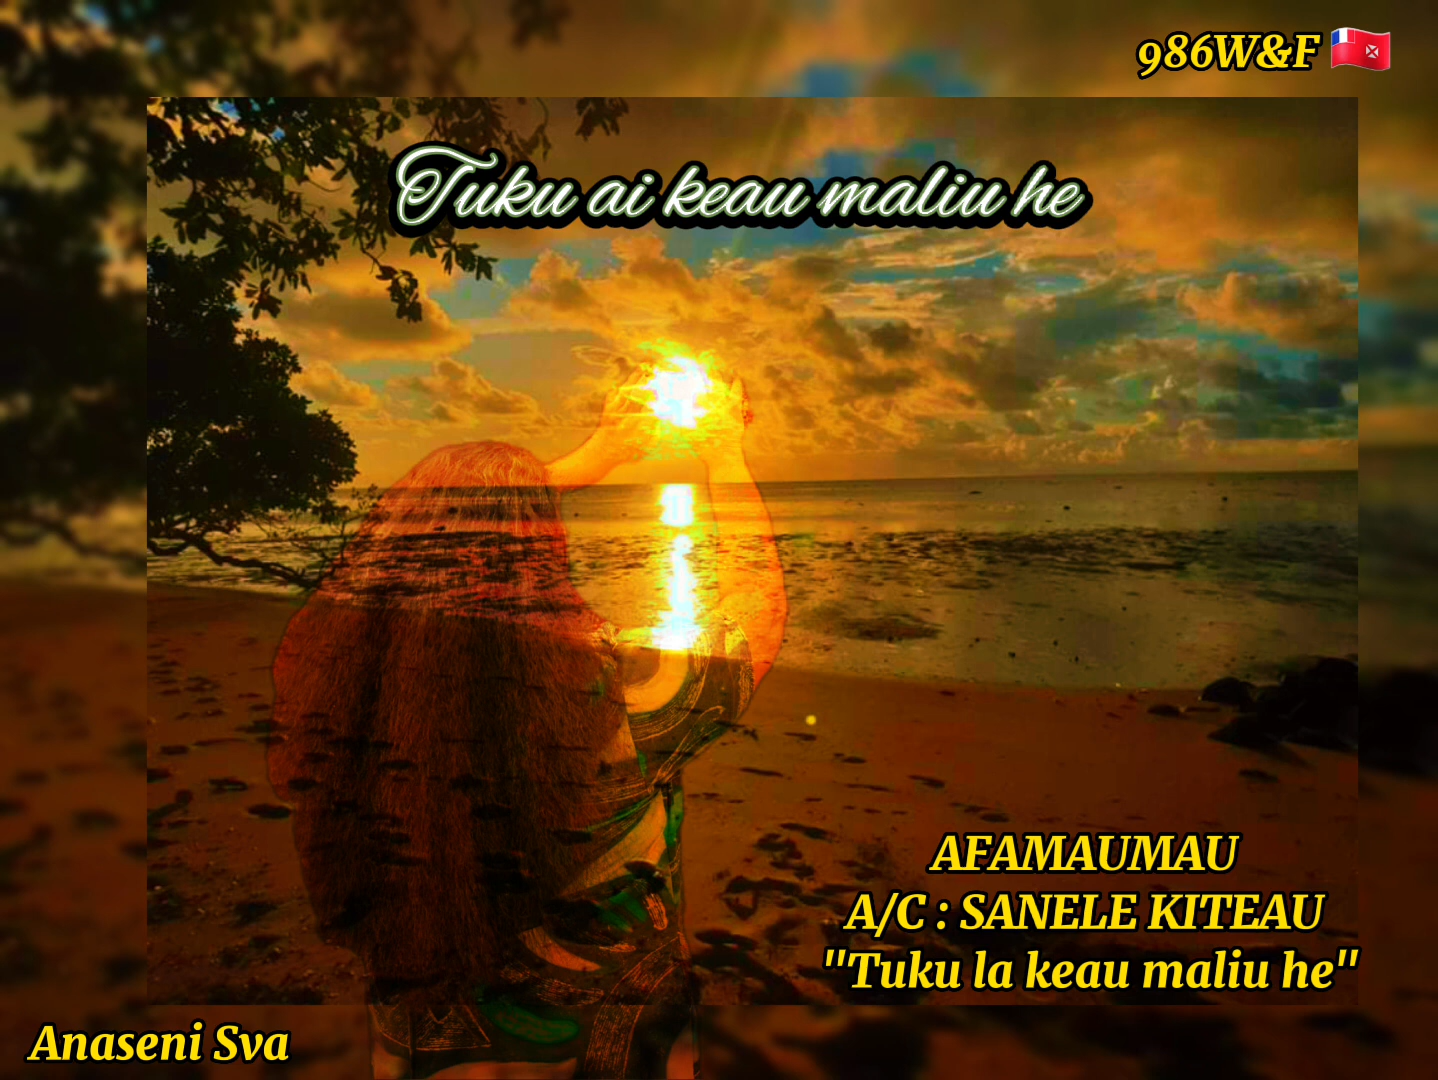 986W&F 🇼🇫
Tuku ai keau maliu he
AFAMAUMAU
A/C : SANELE KITEAU
"Tuku la keau maliu he"
Anaseni Sva